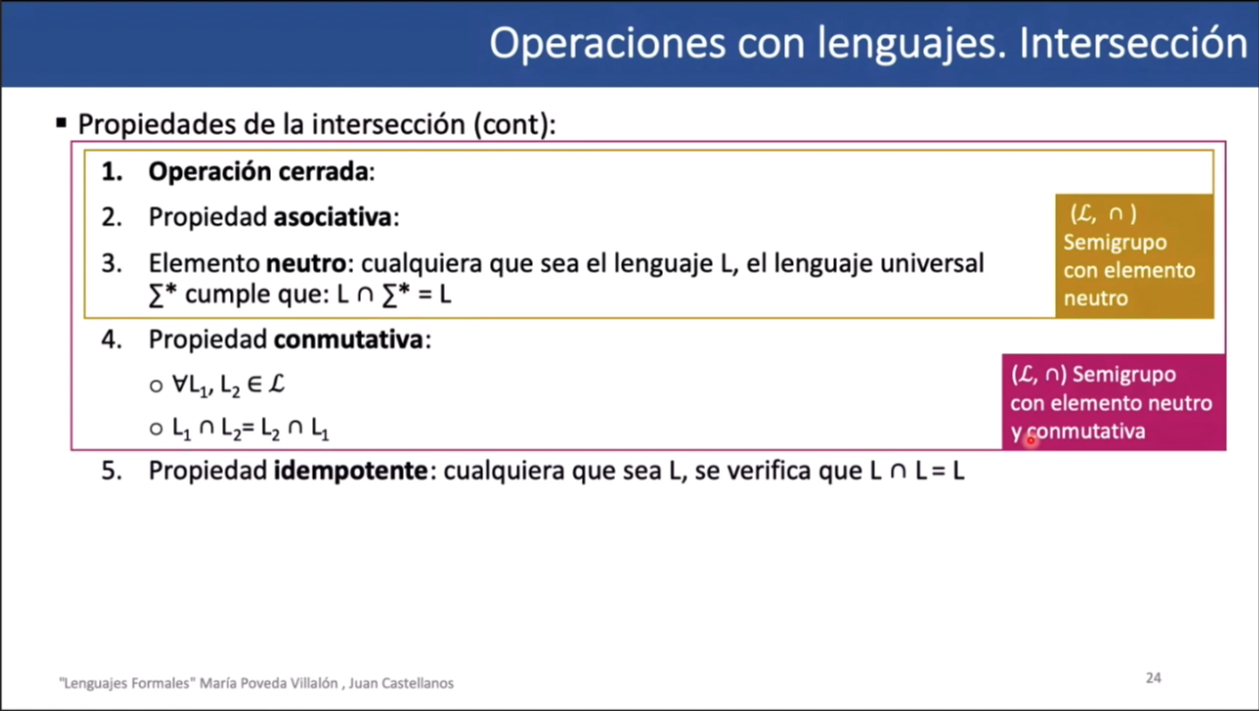 Operaciones con lenguajes. Intersección
▪ Propiedades de la intersección (cont):
1. Operación cerrada:
2. Propiedad asociativa:
3. Elemento neutro: cualquiera que sea el lenguaje L, el lenguaje universal
∑* cumple que: L ∩ ∑* = L
(ℒ, ∩ )
Semigrupo
con elemento
neutro
4. Propiedad conmutativa:
o ∀L₁, L₂ ∈ ℒ
o L₁ ∩ L₂= L₂ ∩ L₁
(ℒ, ∩) Semigrupo
con elemento neutro
y conmutativa
5. Propiedad idempotente: cualquiera que sea L, se verifica que L ∩ L = L
"Lenguajes Formales" María Poveda Villalón , Juan Castellanos
24